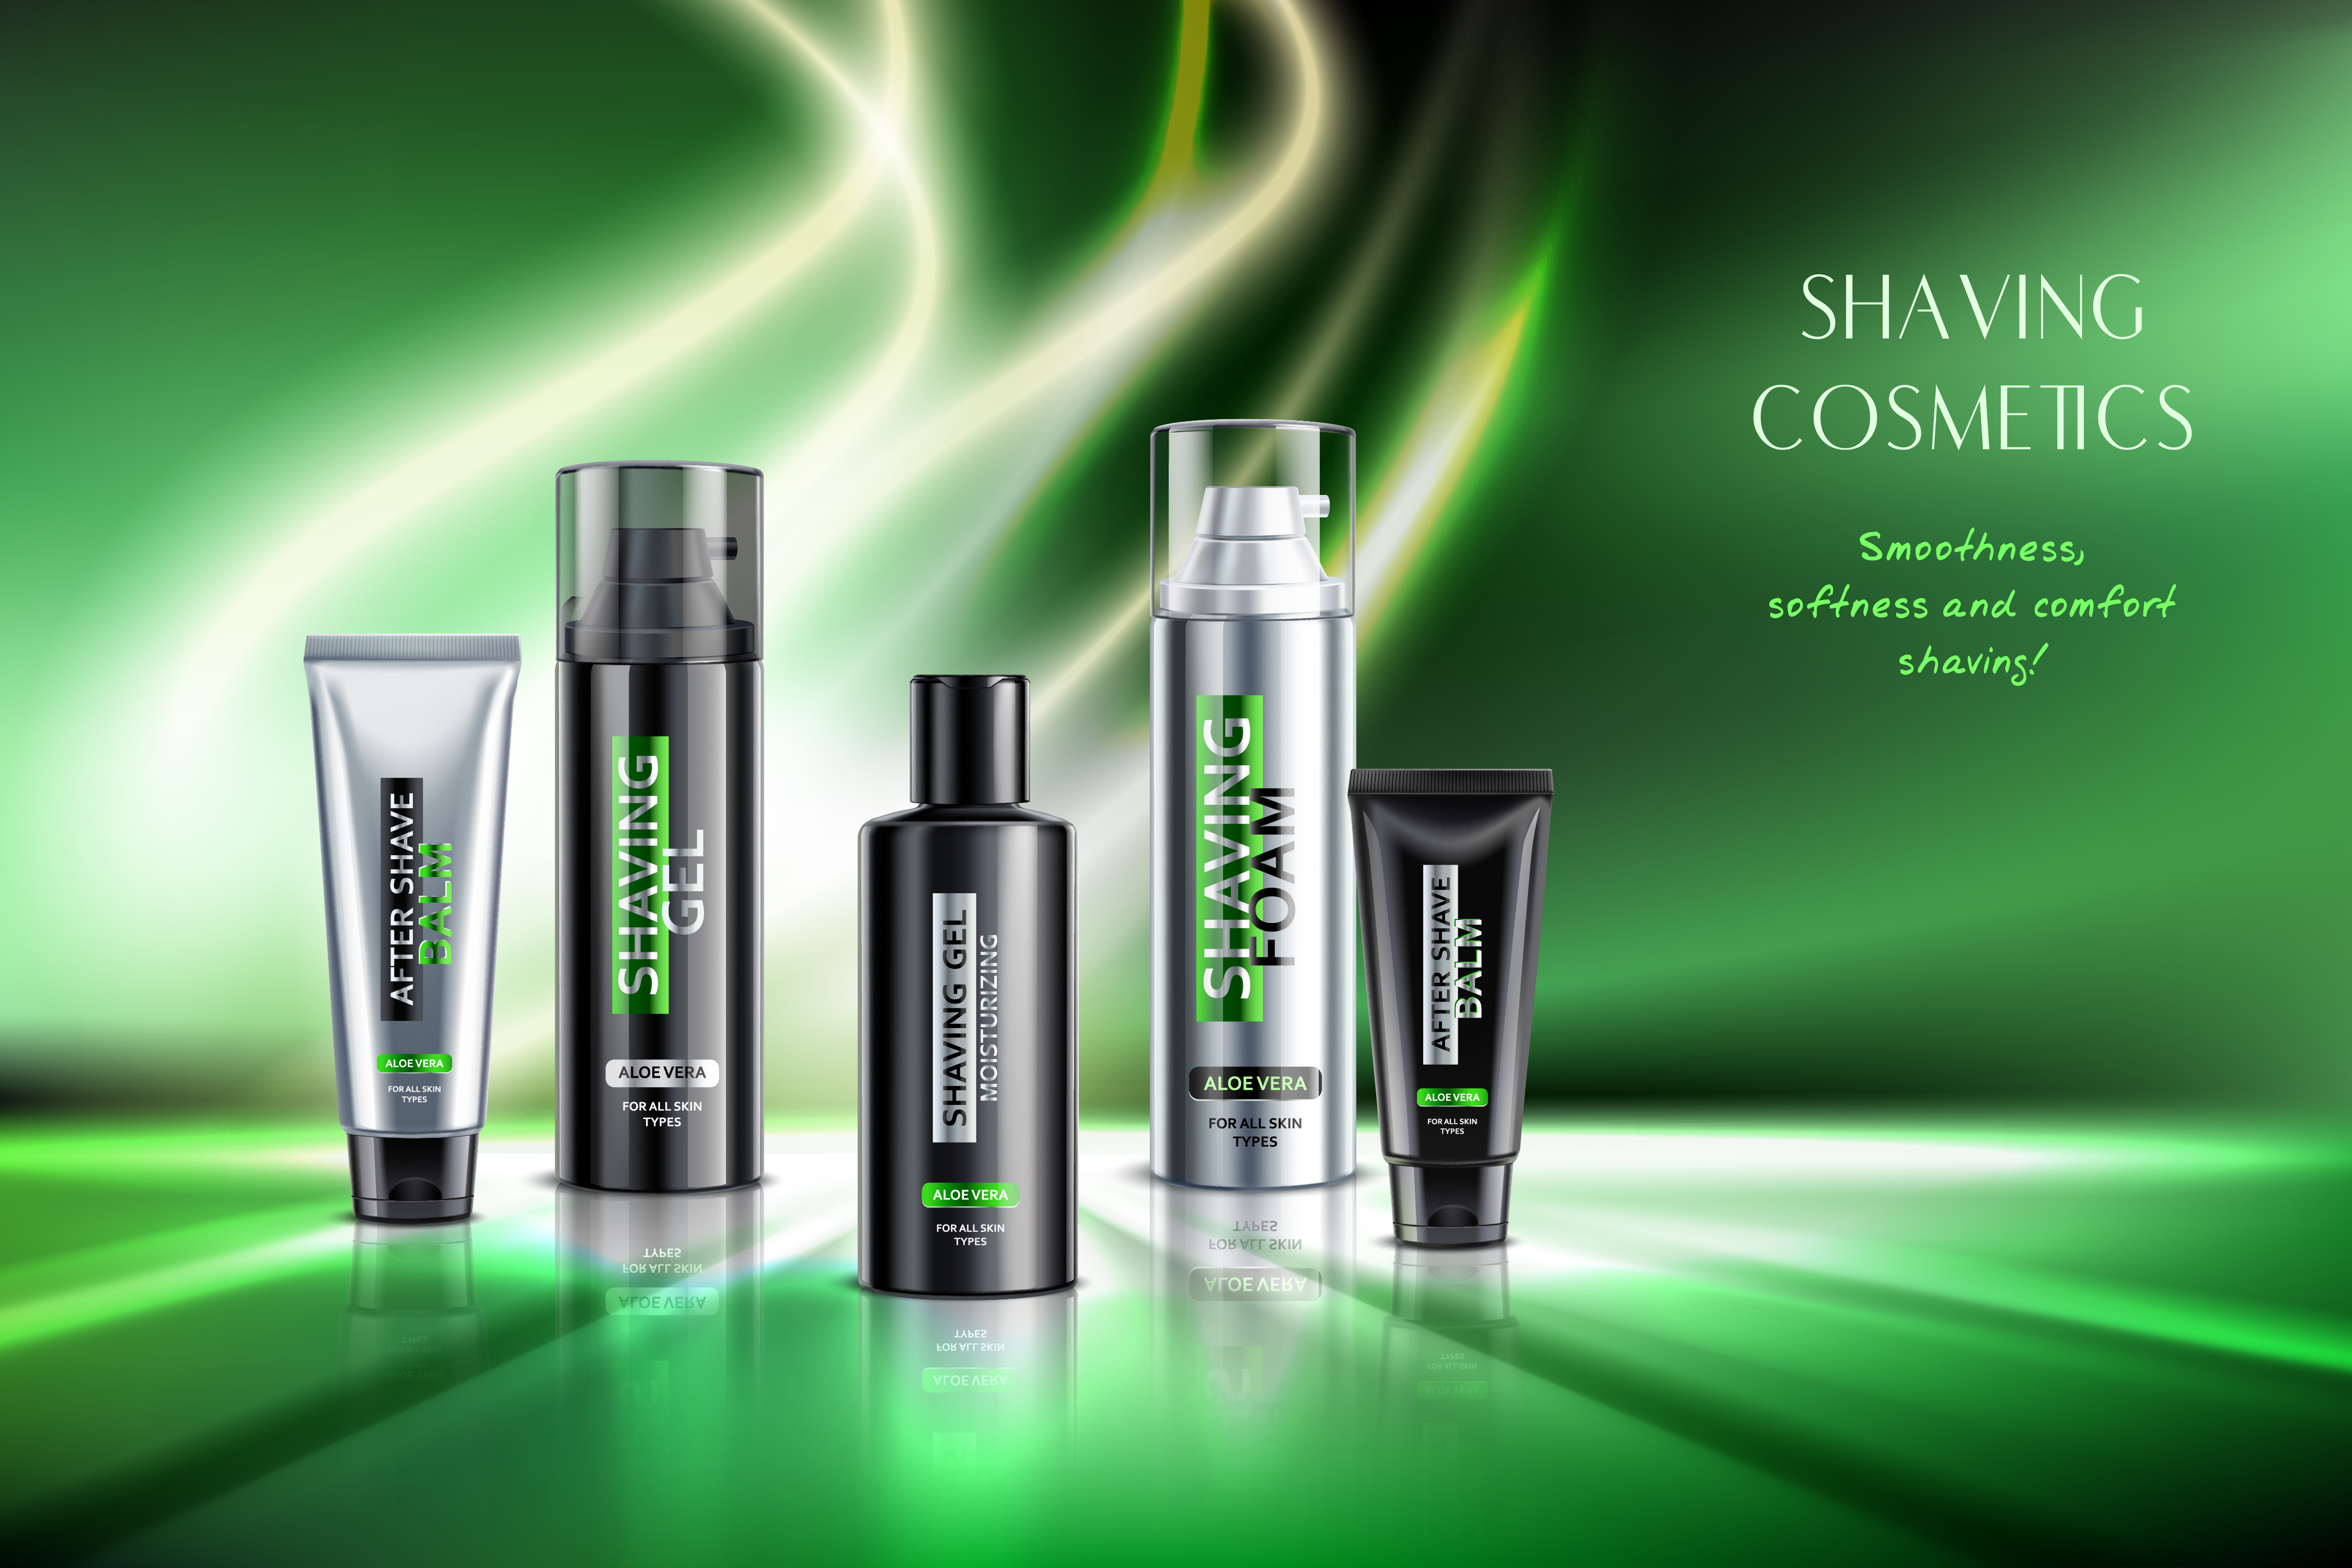 SHAVING
COSMETICS
Smoothness,
softness and comfort
shaving!
AFTER SHAVE
BALM
ALOE VERA
FOR ALL SKIN
TYPES
SHAVING
GEL
ALOE VERA
FOR ALL SKIN
TYPES
SHAVING GEL
MOISTURIZING
ALOE VERA
FOR ALL SKIN
TYPES
SHAVING
FOAM
ALOE VERA
FOR ALL SKIN
TYPES
AFTER SHAVE
BALM
ALOE VERA
FOR ALL SKIN
TYPES